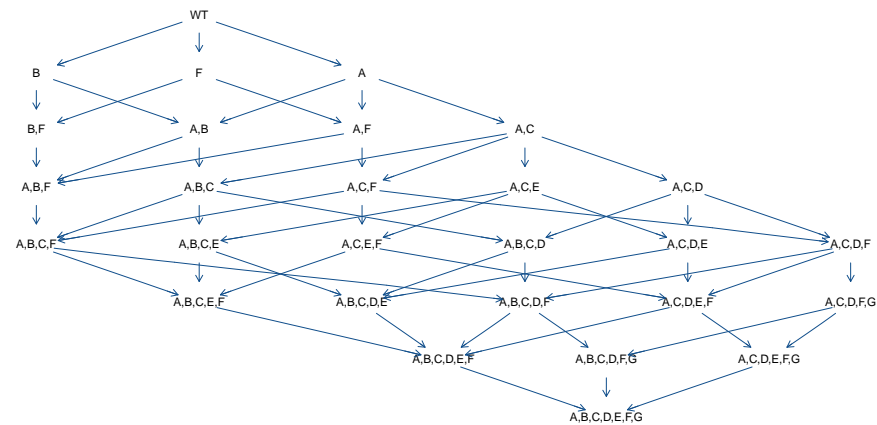 WT
B
F
A
B,F
A,B
A,F
A,C
A,B,F
A,B,C
A,C,F
A,C,E
A,C,D
A,B,C,F
A,B,C,E
A,C,E,F
A,B,C,D
A,C,D,E
A,C,D,F
A,B,C,E,F
A,B,C,D,E
A,B,C,D,F
A,C,D,E,F
A,C,D,F,G
A,B,C,D,E,F
A,B,C,D,F,G
A,C,D,E,F,G
A,B,C,D,E,F,G